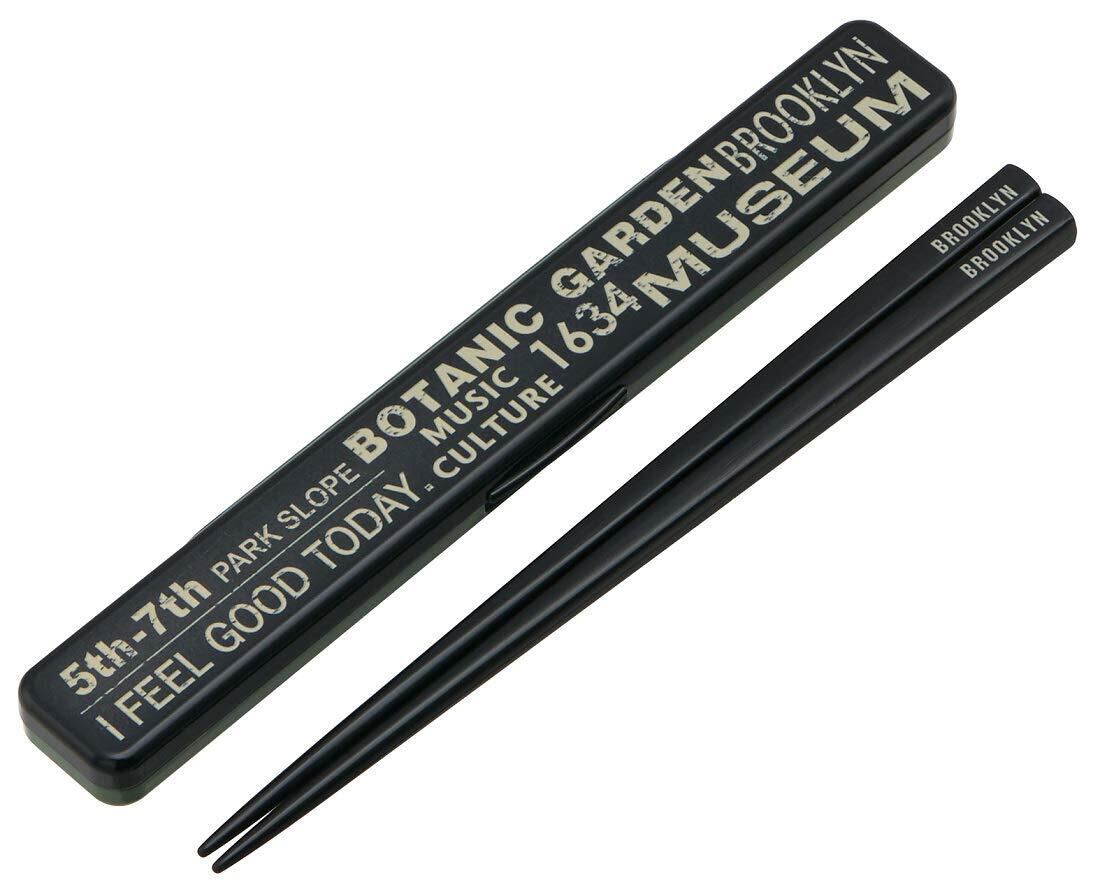 5th-7th PARK SLOPE BOTANIC GARDEN BROOKLYN
I FEEL GOOD TODAY. MUSIC CULTURE 1634 MUSEUM
BROOKLYN
BROOKLYN